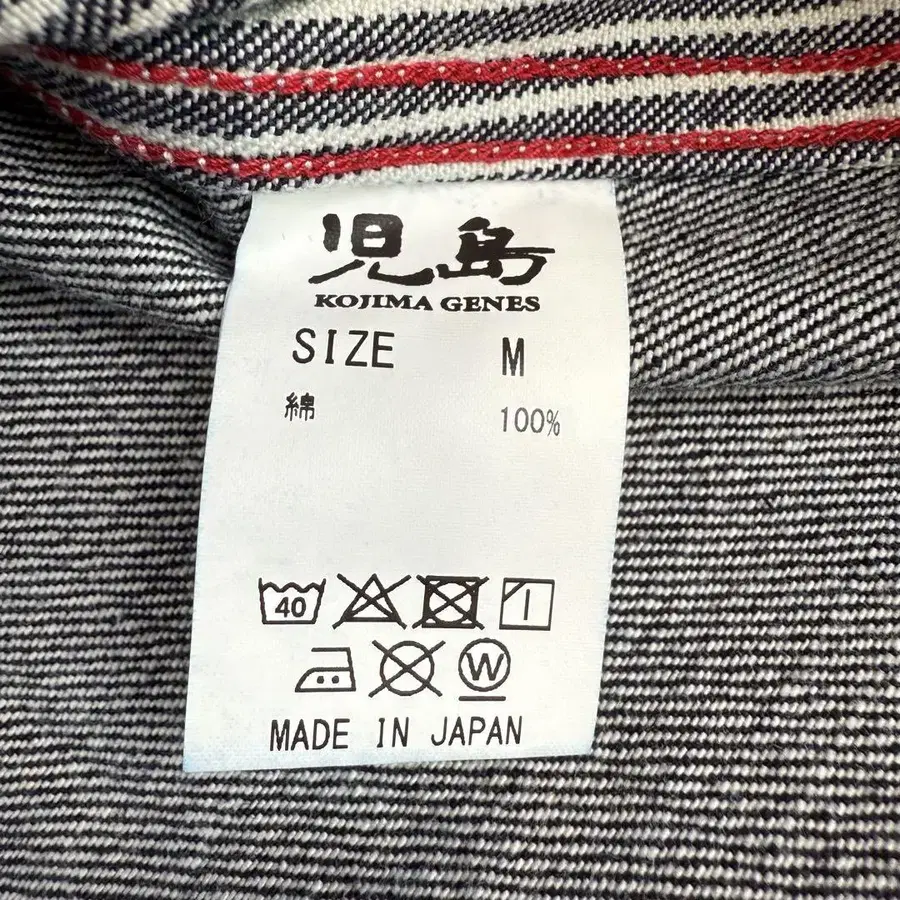 児島
KOJIMA GENES
SIZE M
綿 100%
40
W
MADE IN JAPAN